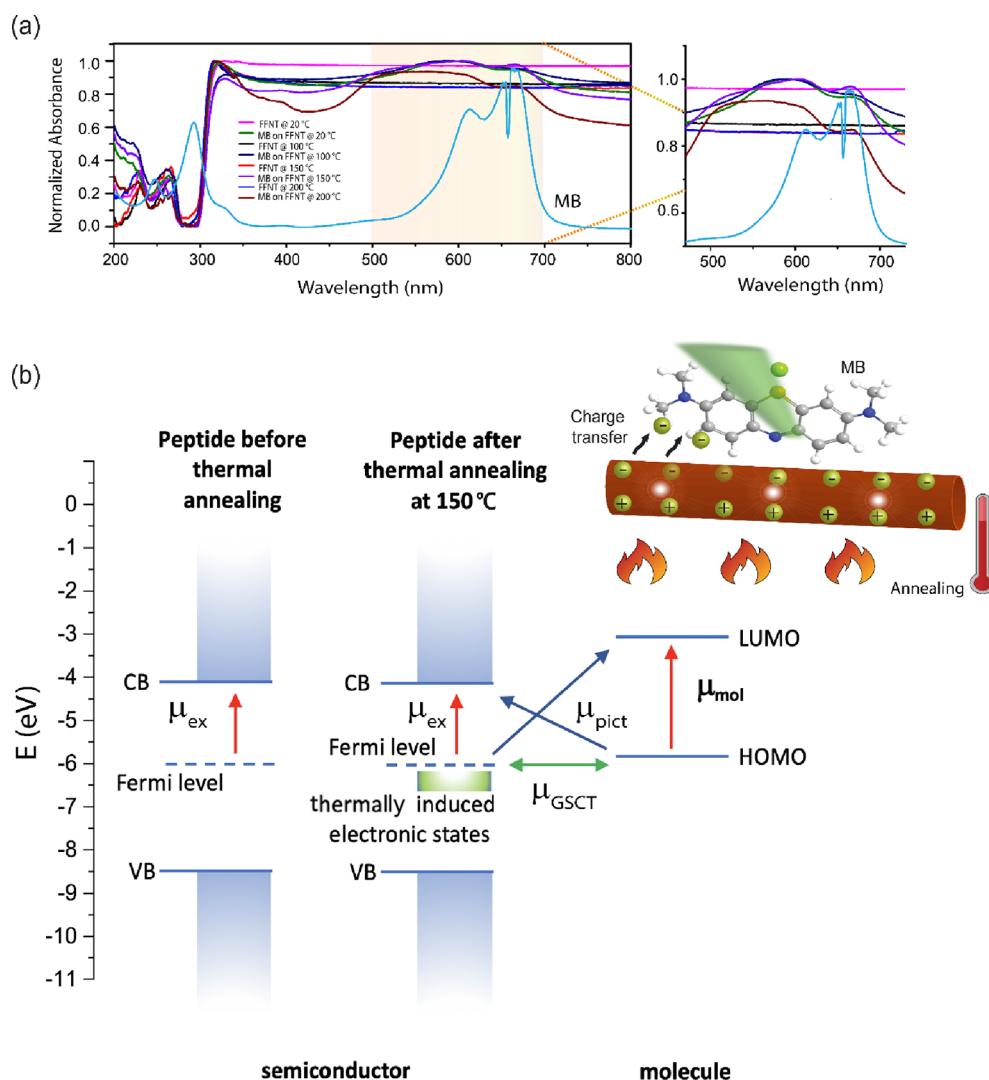 (a)
Normalized Absorbance
1.0
0.8
0.6
0.4
0.2
0.0
FFNT @ 20 °C
MB on FFNT @ 20 °C
FFNT @ 100 °C
MB on FFNT @ 100 °C
FFNT @ 150 °C
MB on FFNT @ 150 °C
FFNT @ 200 °C
MB on FFNT @ 200 °C
MB
200 300 400 500 600 700 800
Wavelength (nm)
1.0
0.8
0.6
500 600 700
Wavelength (nm)
(b)
MB
Charge
transfer
− − − − − − − −
+ + + + + + +
Annealing
Peptide before
thermal
annealing
Peptide after
thermal annealing
at 150 °C
E (eV)
0
-1
-2
-3
-4
-5
-6
-7
-8
-9
-10
-11
CB
μex
Fermi level
VB
CB
μex
Fermi level
thermally induced
electronic states
VB
μpict
μGSCT
LUMO
μmol
HOMO
semiconductor
molecule